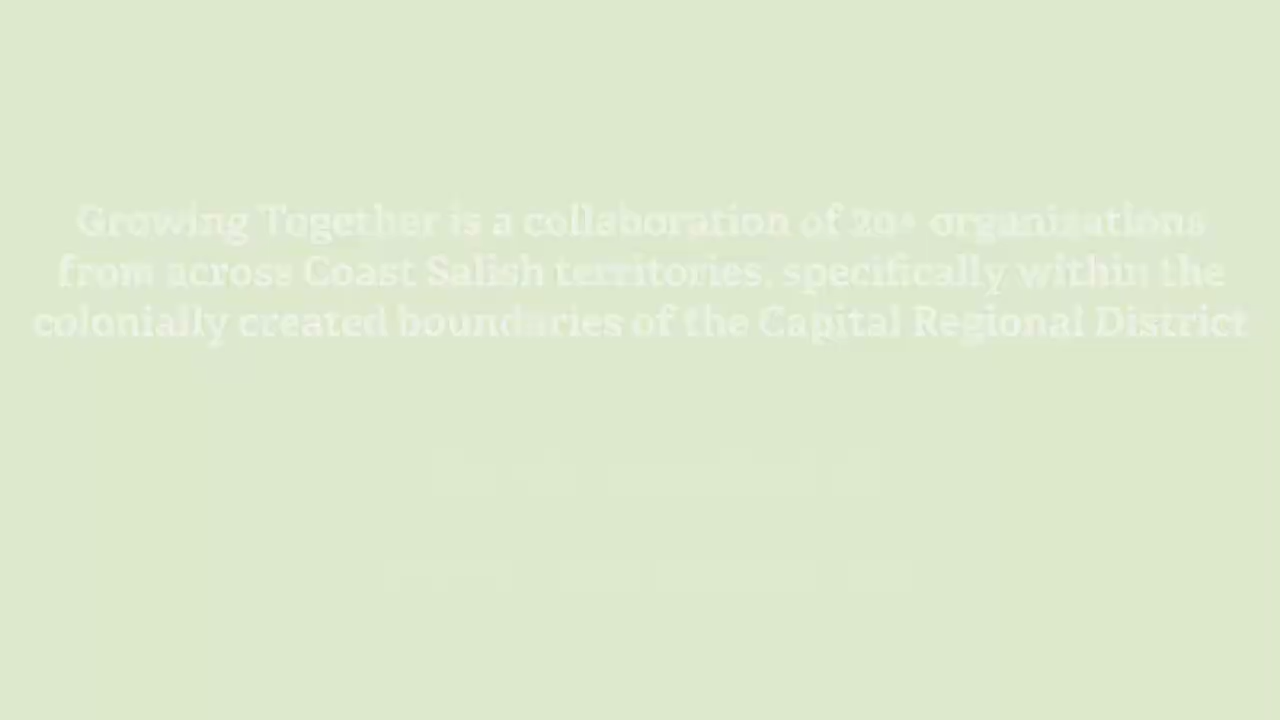 Growing Together is a collaboration of 20+ organizations
from across Coast Salish territories, specifically within the
colonially created boundaries of the Capital Regional District